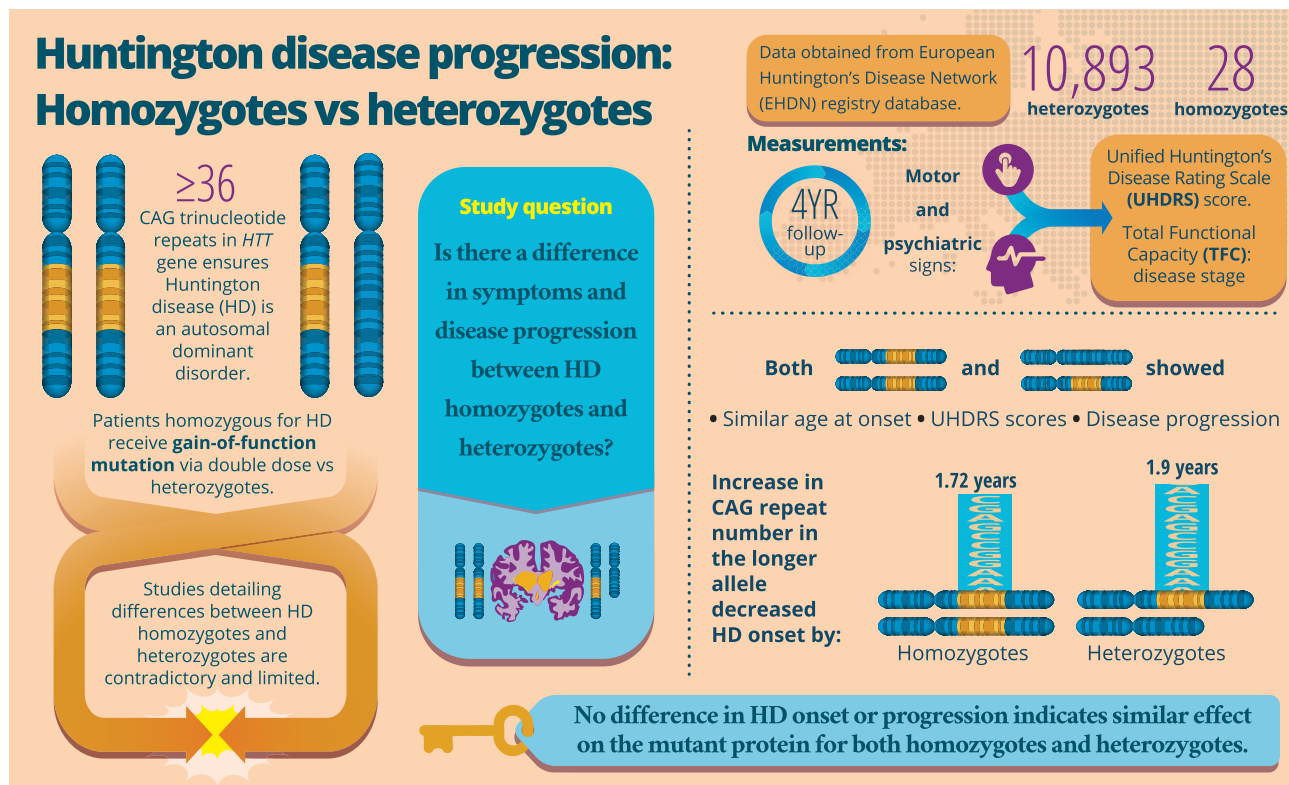 Huntington disease progression:
Homozygotes vs heterozygotes
≥36
CAG trinucleotide
repeats in HTT
gene ensures
Huntington
disease (HD) is
an autosomal
dominant
disorder.
Patients homozygous for HD
receive gain-of-function
mutation via double dose vs
heterozygotes.
Studies detailing
differences between HD
homozygotes and
heterozygotes are
contradictory and limited.
Study question
Is there a difference
in symptoms and
disease progression
between HD
homozygotes and
heterozygotes?
Data obtained from European
Huntington's Disease Network
(EHDN) registry database.
10,893
heterozygotes
28
homozygotes
Measurements:
4YR
follow-
up
Motor
and
psychiatric
signs:
Unified Huntington's
Disease Rating Scale
(UHDRS) score.
Total Functional
Capacity (TFC):
disease stage
Both and showed
• Similar age at onset • UHDRS scores • Disease progression
Increase in
CAG repeat
number in
the longer
allele
decreased
HD onset by:
1.72 years
Homozygotes
1.9 years
Heterozygotes
No difference in HD onset or progression indicates similar effect
on the mutant protein for both homozygotes and heterozygotes.